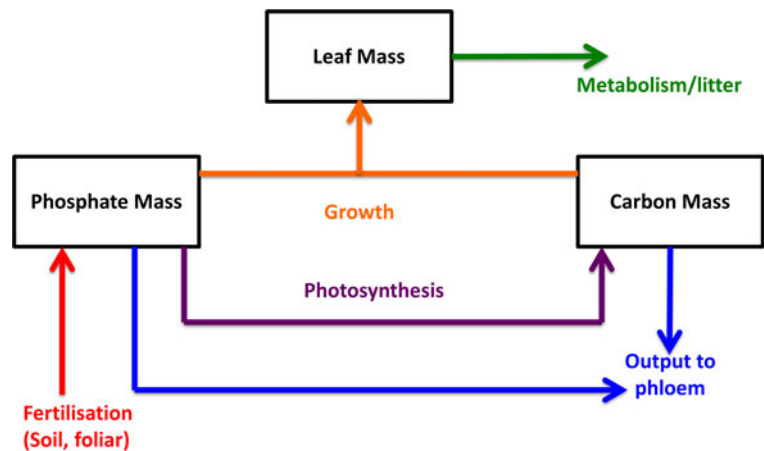 Leaf Mass
Metabolism/litter
Phosphate Mass
Carbon Mass
Growth
Photosynthesis
Output to
phloem
Fertilisation
(Soil, foliar)